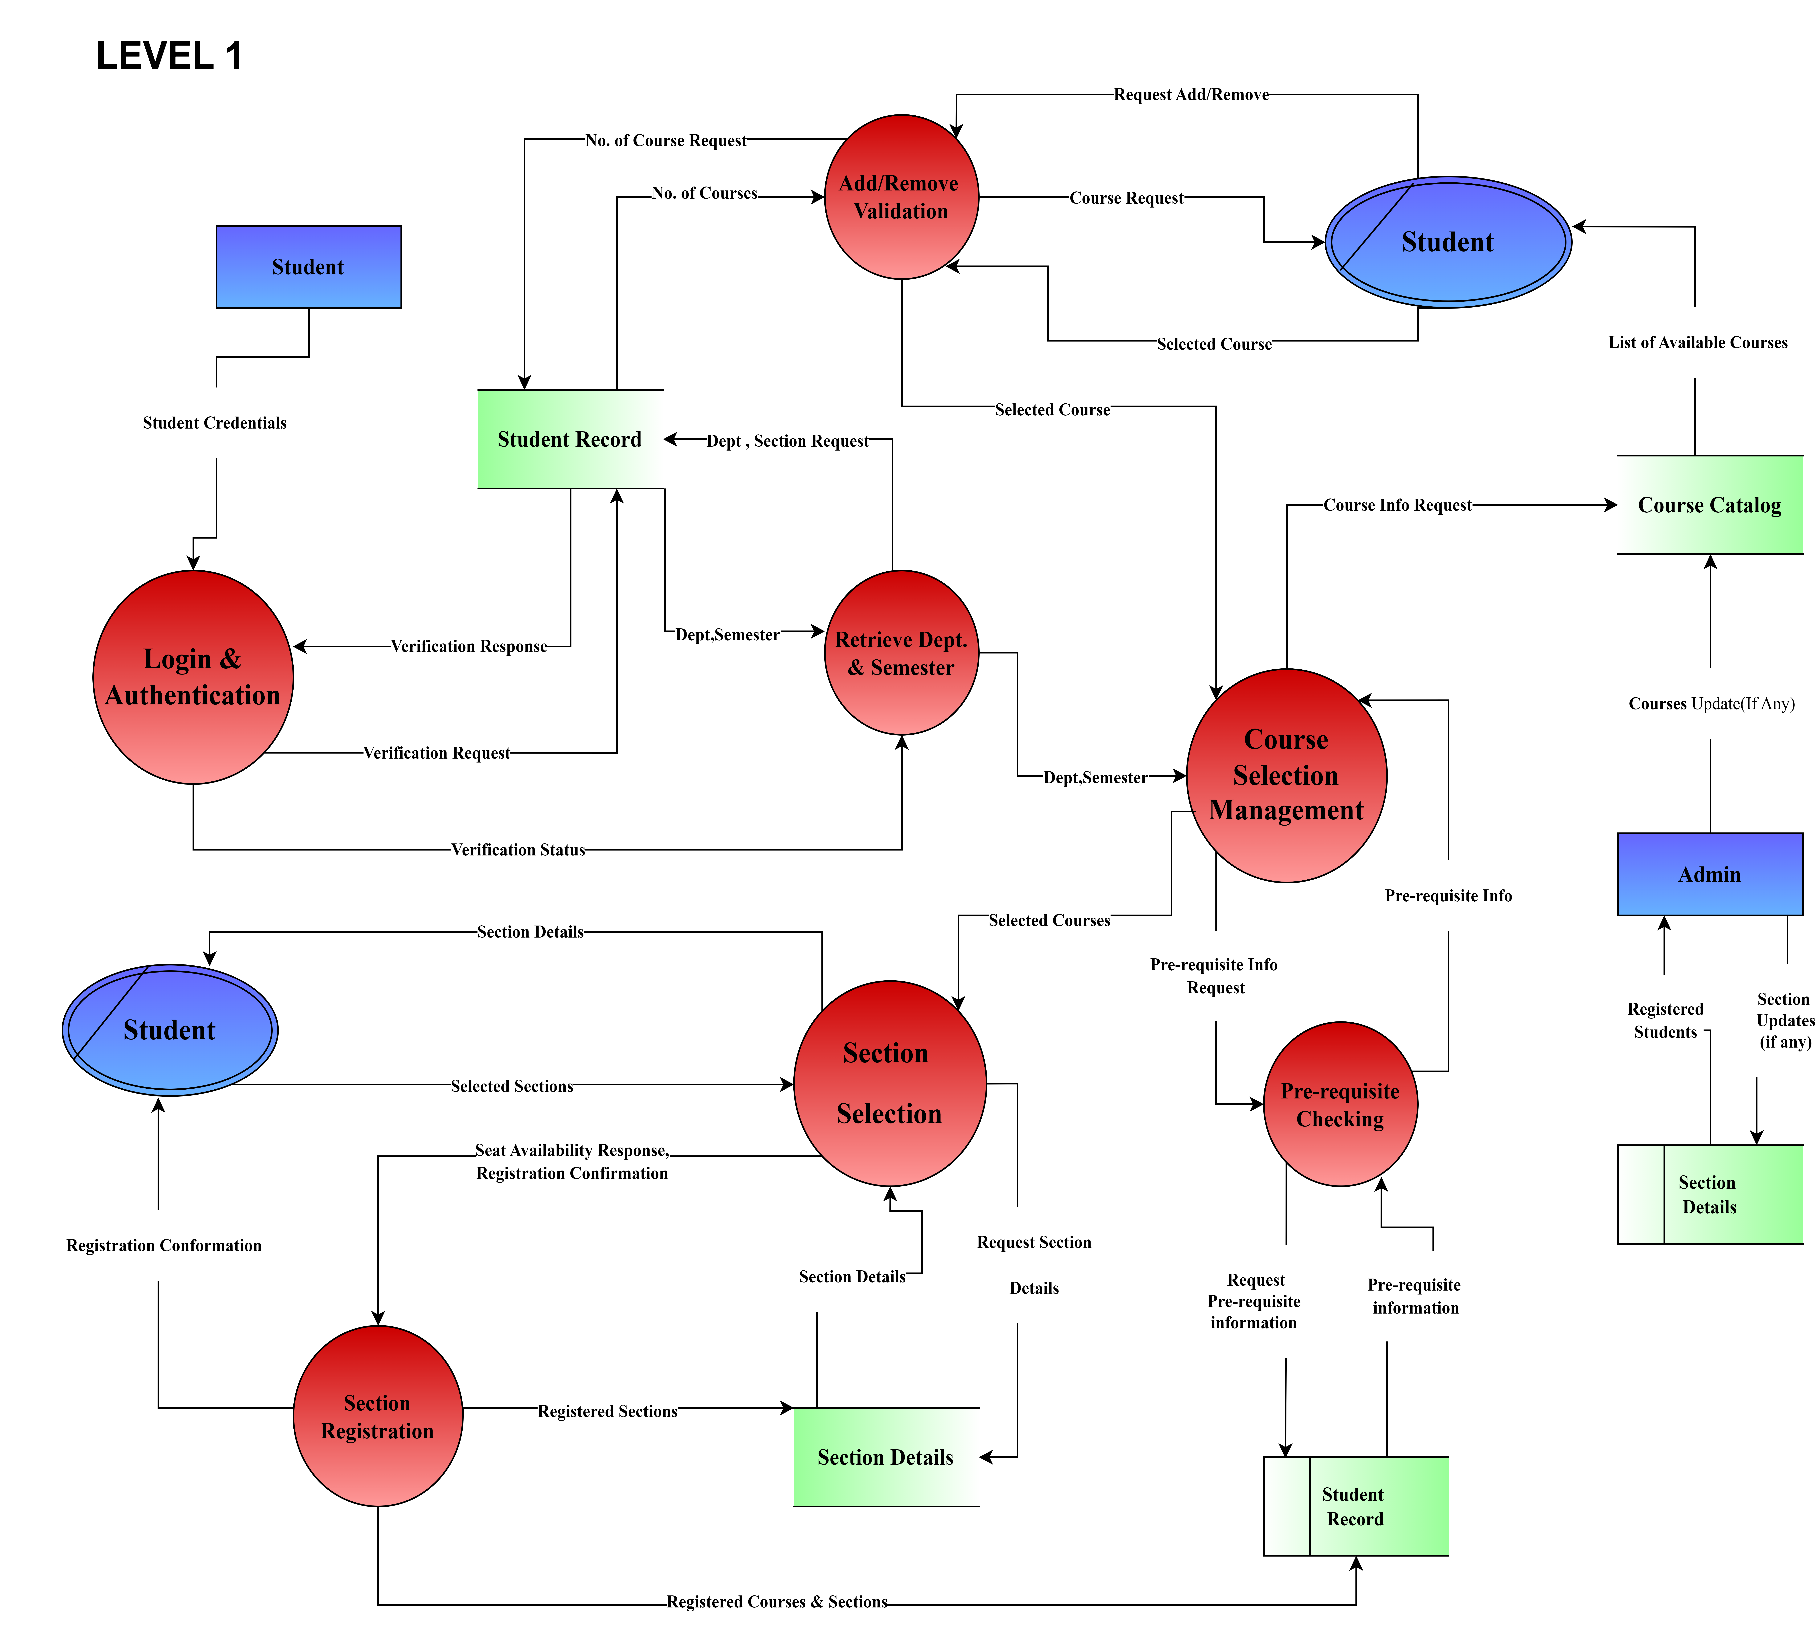 LEVEL 1
Request Add/Remove
No. of Course Request
Add/Remove
Validation
No. of Courses
Course Request
Student
Student
Selected Course
List of Available Courses
Student Credentials
Selected Course
Student Record
Dept , Section Request
Course Info Request
Course Catalog
Dept,Semester
Retrieve Dept.
& Semester
Verification Response
Login &
Authentication
Courses Update(If Any)
Course
Selection
Management
Verification Request
Dept,Semester
Verification Status
Admin
Pre-requisite Info
Selected Courses
Section Details
Pre-requisite Info
Request
Registered
Students
Section
Updates
(if any)
Student
Section
Selection
Selected Sections
Pre-requisite
Checking
Seat Availability Response,
Registration Confirmation
Section
Details
Registration Conformation
Request Section
Details
Section Details
Request
Pre-requisite
information
Pre-requisite
information
Section
Registration
Registered Sections
Section Details
Student
Record
Registered Courses & Sections